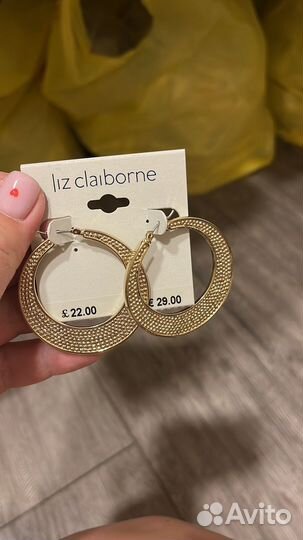 liz claiborne
£ 22.00
€ 29.00
Avito